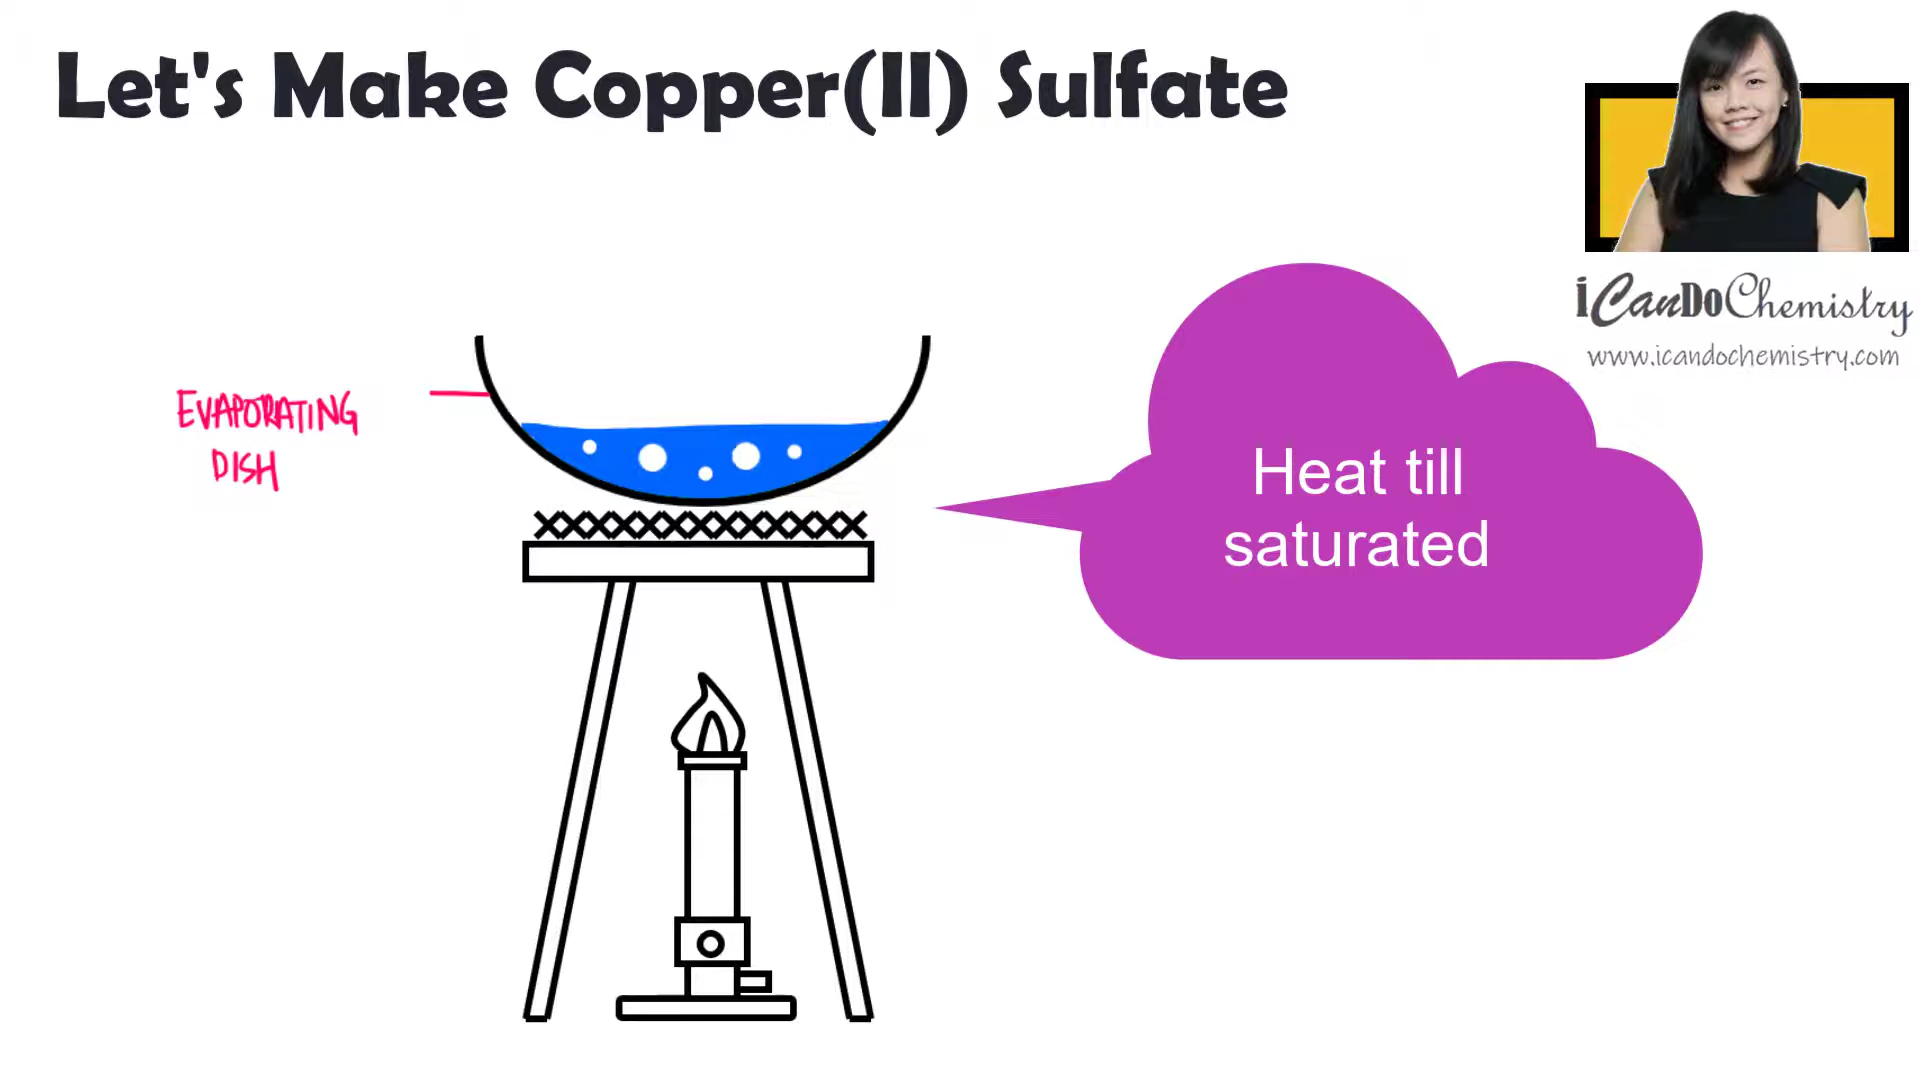 Let's Make Copper(II) Sulfate
iCanDoChemistry
www.icandochemistry.com
EVAPORATING
DISH
Heat till
saturated